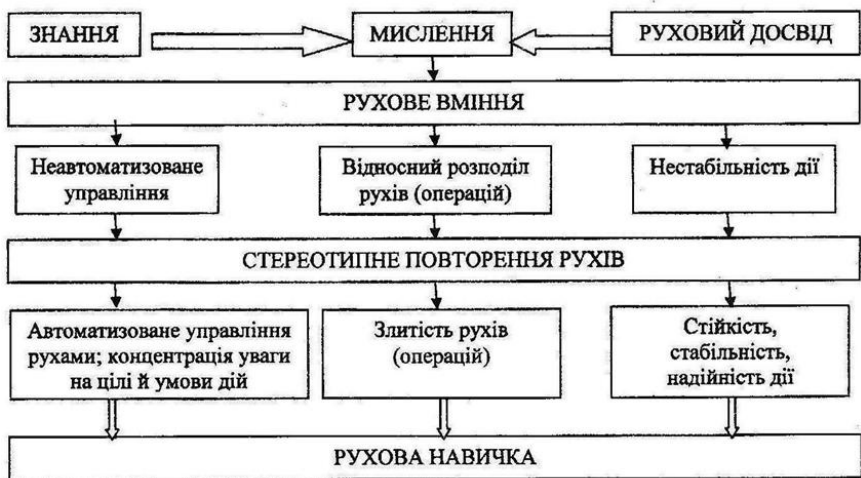 ЗНАННЯ
МИСЛЕННЯ
РУХОВИЙ ДОСВІД
РУХОВЕ ВМІННЯ
Неавтоматизоване
управління
Відносний розподіл
рухів (операцій)
Нестабільність дії
СТЕРЕОТИПНЕ ПОВТОРЕННЯ РУХІВ
Автоматизоване управління
рухами; концентрація уваги
на цілі й умови дій
Злитість рухів
(операцій)
Стійкість,
стабільність,
надійність дії
РУХОВА НАВИЧКА